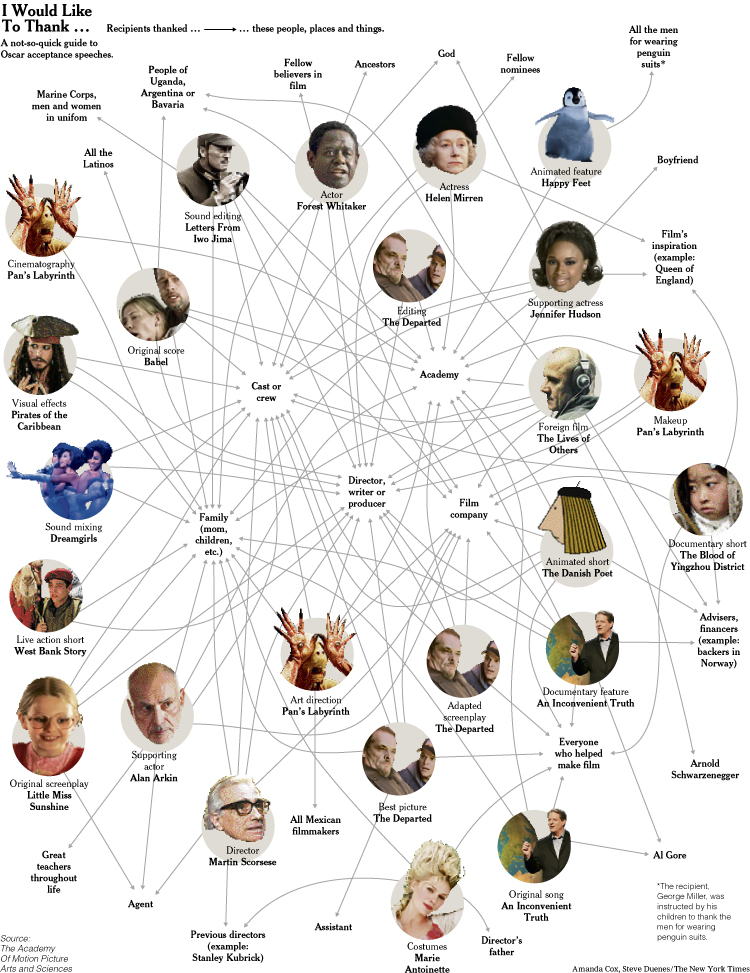 I Would Like
To Thank …
A not-so-quick guide to
Oscar acceptance speeches.
Recipients thanked … … these people, places and things.
Marine Corps,
men and women
in unifom
People of
Uganda,
Argentina or
Bavaria
Fellow
believers in
film
Ancestors
God
Fellow
nominees
All the men
for wearing
penguin
suits*
All the
Latinos
Boyfriend
Sound editing
Letters From
Iwo Jima
Actor
Forest Whitaker
Actress
Helen Mirren
Animated feature
Happy Feet
Cinematography
Pan's Labyrinth
Film's
inspiration
(example:
Queen of
England)
Editing
The Departed
Supporting actress
Jennifer Hudson
Original score
Babel
Visual effects
Pirates of the
Caribbean
Cast or
crew
Academy
Foreign film
The Lives of
Others
Makeup
Pan's Labyrinth
Sound mixing
Dreamgirls
Family
(mom,
children,
etc.)
Director,
writer or
producer
Film
company
Animated short
The Danish Poet
Documentary short
The Blood of
Yingzhou District
Live action short
West Bank Story
Advisers,
financers
(example:
backers in
Norway)
Art direction
Pan's Labyrinth
Adapted
screenplay
The Departed
Documentary feature
An Inconvenient Truth
Original screenplay
Little Miss
Sunshine
Supporting
actor
Alan Arkin
Everyone
who helped
make film
Arnold
Schwarzenegger
Best picture
The Departed
Director
Martin Scorsese
All Mexican
filmmakers
Great
teachers
throughout
life
Agent
Al Gore
Original song
An Inconvenient
Truth
Previous directors
(example:
Stanley Kubrick)
Assistant
Costumes
Marie
Antoinette
Director's
father
*The recipient,
George Miller, was
instructed by his
children to thank the
men for wearing
penguin suits.
Source:
The Academy
Of Motion Picture
Arts and Sciences
Amanda Cox, Steve Duenes/The New York Times